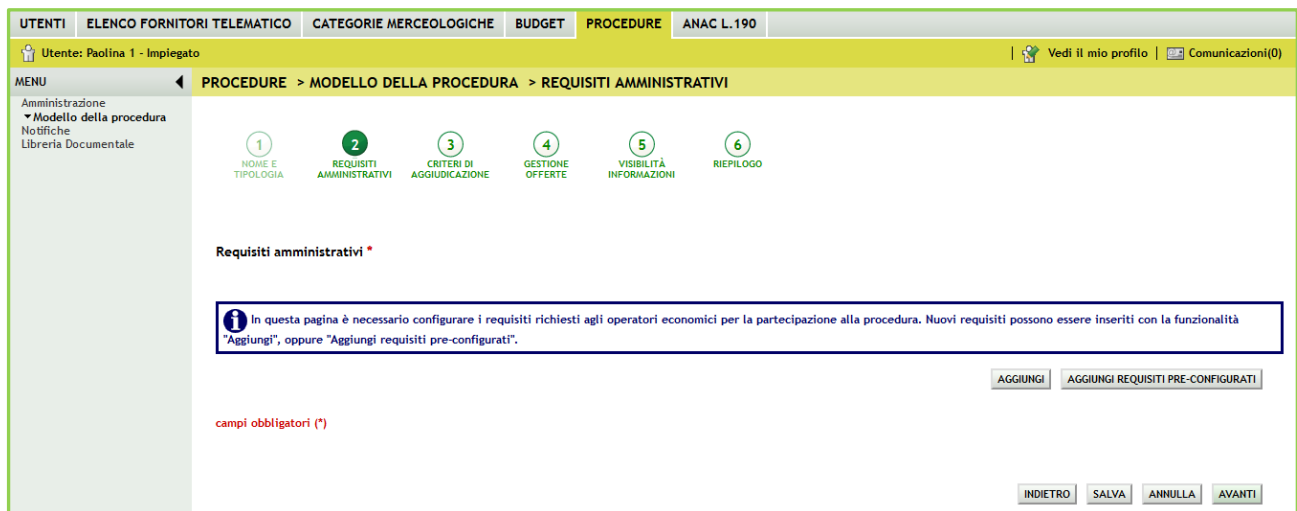 UTENTI ELENCO FORNITORI TELEMATICO CATEGORIE MERCEOLOGICHE BUDGET PROCEDURE ANAC L.190
Utente: Paolina 1 - Impiegato | Vedi il mio profilo | Comunicazioni(0)
MENU
Amministrazione
Modello della procedura
Notifiche
Libreria Documentale
PROCEDURE > MODELLO DELLA PROCEDURA > REQUISITI AMMINISTRATIVI
1 NOME E
TIPOLOGIA
2 REQUISITI
AMMINISTRATIVI
3 CRITERI DI
AGGIUDICAZIONE
4 GESTIONE
OFFERTE
5 VISIBILITÀ
INFORMAZIONI
6 RIEPILOGO
Requisiti amministrativi *
In questa pagina è necessario configurare i requisiti richiesti agli operatori economici per la partecipazione alla procedura. Nuovi requisiti possono essere inseriti con la funzionalità
"Aggiungi", oppure "Aggiungi requisiti pre-configurati".
AGGIUNGI AGGIUNGI REQUISITI PRE-CONFIGURATI
campi obbligatori (*)
INDIETRO SALVA ANNULLA AVANTI